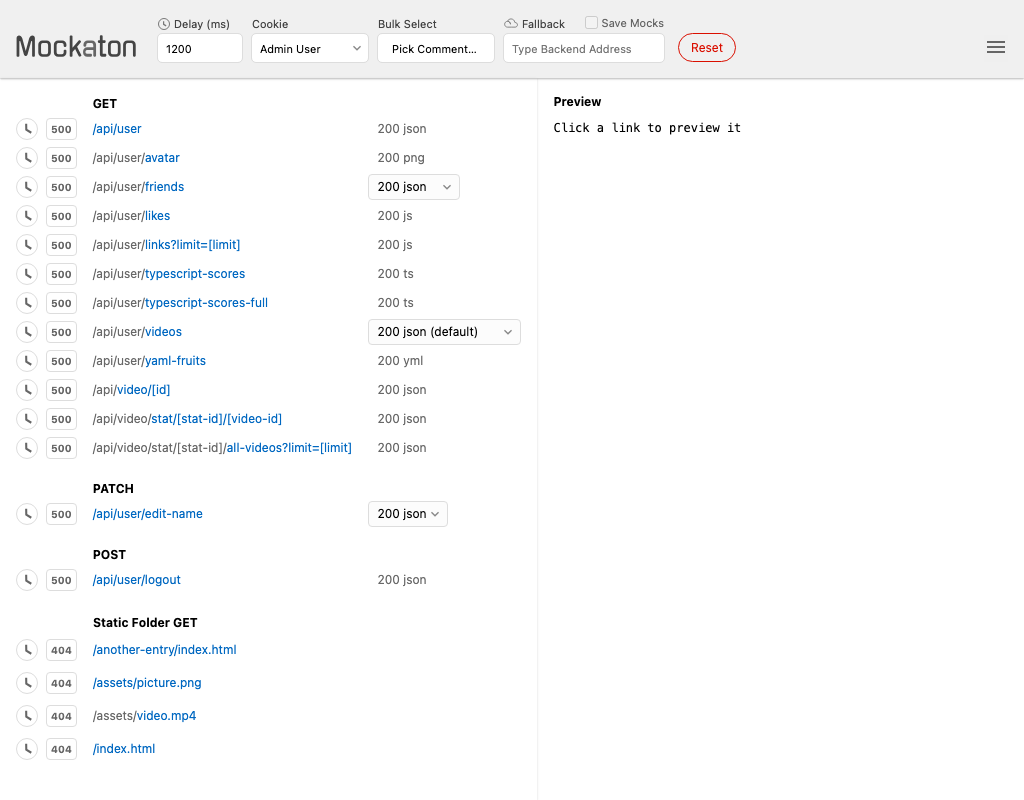 Mockaton
Delay (ms)
1200
Cookie
Admin User
Bulk Select
Pick Comment...
Fallback
Save Mocks
Type Backend Address
Reset
GET
500 /api/user 200 json
500 /api/user/avatar 200 png
500 /api/user/friends 200 json
500 /api/user/likes 200 js
500 /api/user/links?limit=[limit] 200 js
500 /api/user/typescript-scores 200 ts
500 /api/user/typescript-scores-full 200 ts
500 /api/user/videos 200 json (default)
500 /api/user/yaml-fruits 200 yml
500 /api/video/[id] 200 json
500 /api/video/stat/[stat-id]/[video-id] 200 json
500 /api/video/stat/[stat-id]/all-videos?limit=[limit] 200 json
PATCH
500 /api/user/edit-name 200 json
POST
500 /api/user/logout 200 json
Static Folder GET
404 /another-entry/index.html
404 /assets/picture.png
404 /assets/video.mp4
404 /index.html
Preview
Click a link to preview it